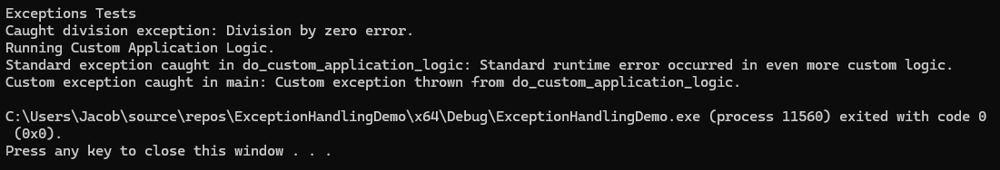 Exceptions Tests
Caught division exception: Division by zero error.
Running Custom Application Logic.
Standard exception caught in do_custom_application_logic: Standard runtime error occurred in even more custom logic.
Custom exception caught in main: Custom exception thrown from do_custom_application_logic.

C:\Users\Jacob\source\repos\ExceptionHandlingDemo\x64\Debug\ExceptionHandlingDemo.exe (process 11560) exited with code 0
 (0x0).
Press any key to close this window . . .